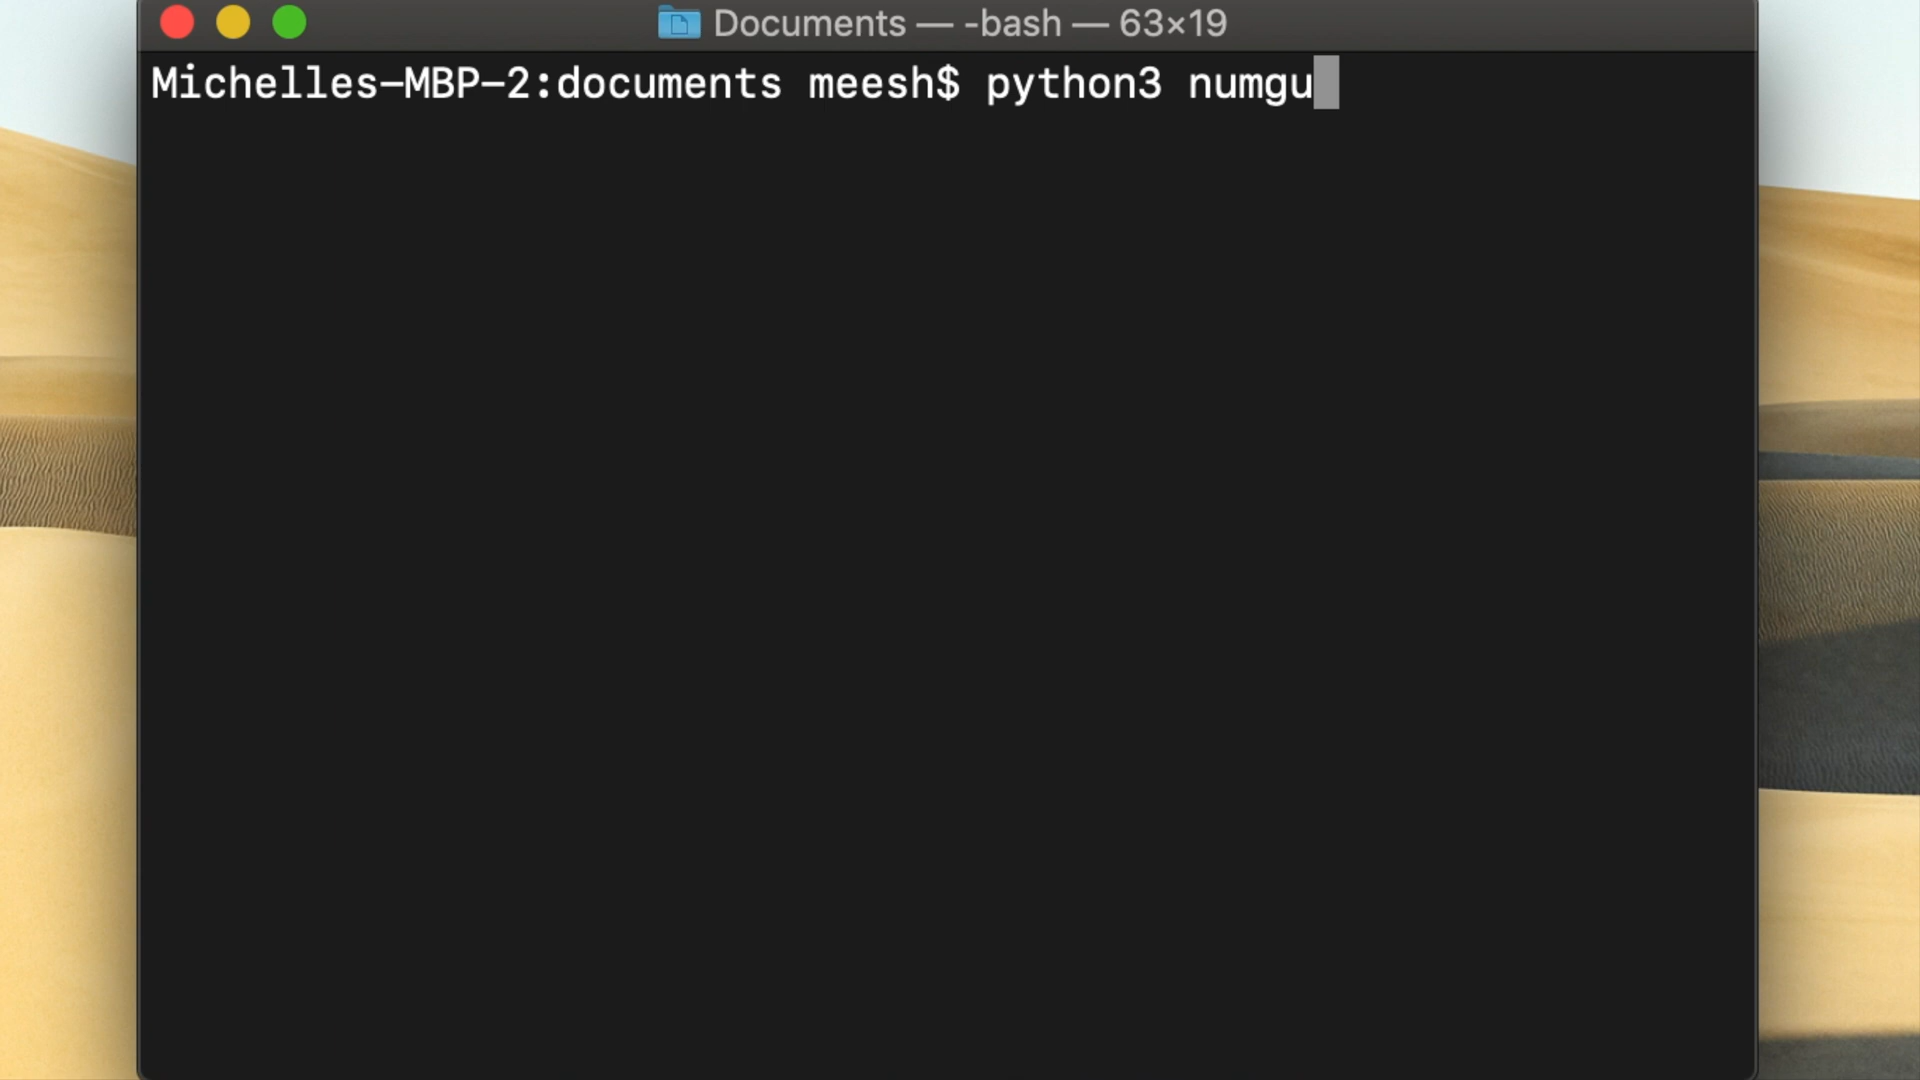 Documents — -bash — 63×19
Michelles-MBP-2:documents meesh$ python3 numgu